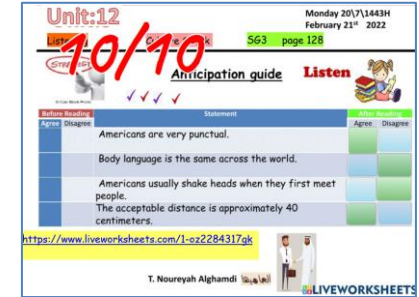 Unit:12
Monday 20\7\1443H
February 21st 2022
SG3 page 128
10/10
Anticipation guide
Listen
Before Reading
Statement
After Reading
Agree Disagree
Agree Disagree
Americans are very punctual.
Body language is the same across the world.
Americans usually shake heads when they first meet
people.
The acceptable distance is approximately 40
centimeters.
https://www.liveworksheets.com/1-oz2284317gk
T. Noureyah Alghamdi
LIVEWORKSHEETS